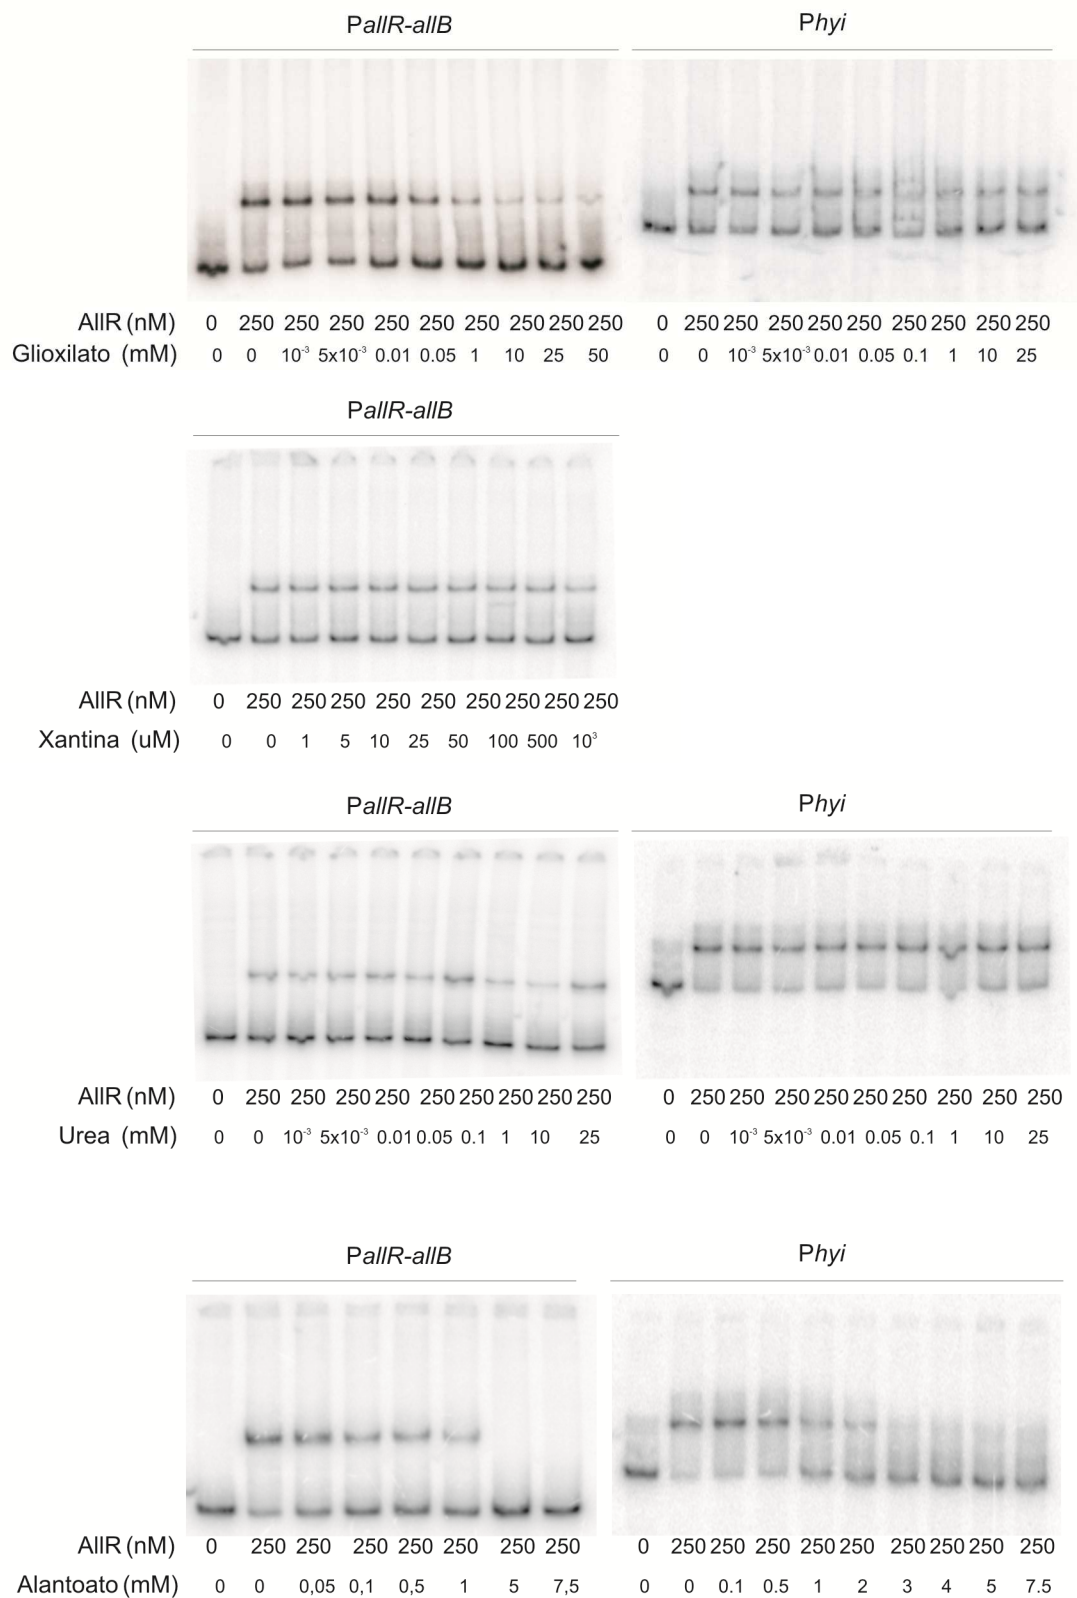 PallR-allB Phyi
AllR (nM) 0 250 250 250 250 250 250 250 250 250 0 250 250 250 250 250 250 250 250 250
Glioxilato (mM) 0 0 10⁻³ 5x10⁻³ 0.01 0.05 1 10 25 50 0 0 10⁻³ 5x10⁻³ 0.01 0.05 0.1 1 10 25
PallR-allB
AllR (nM) 0 250 250 250 250 250 250 250 250 250
Xantina (uM) 0 0 1 5 10 25 50 100 500 10³
PallR-allB Phyi
AllR (nM) 0 250 250 250 250 250 250 250 250 250 0 250 250 250 250 250 250 250 250 250
Urea (mM) 0 0 10⁻³ 5x10⁻³ 0.01 0.05 0.1 1 10 25 0 0 10⁻³ 5x10⁻³ 0.01 0.05 0.1 1 10 25
PallR-allB Phyi
AllR (nM) 0 250 250 250 250 250 250 250 0 250 250 250 250 250 250 250 250 250
Alantoato (mM) 0 0 0,05 0,1 0,5 1 5 7,5 0 0 0.1 0.5 1 2 3 4 5 7.5